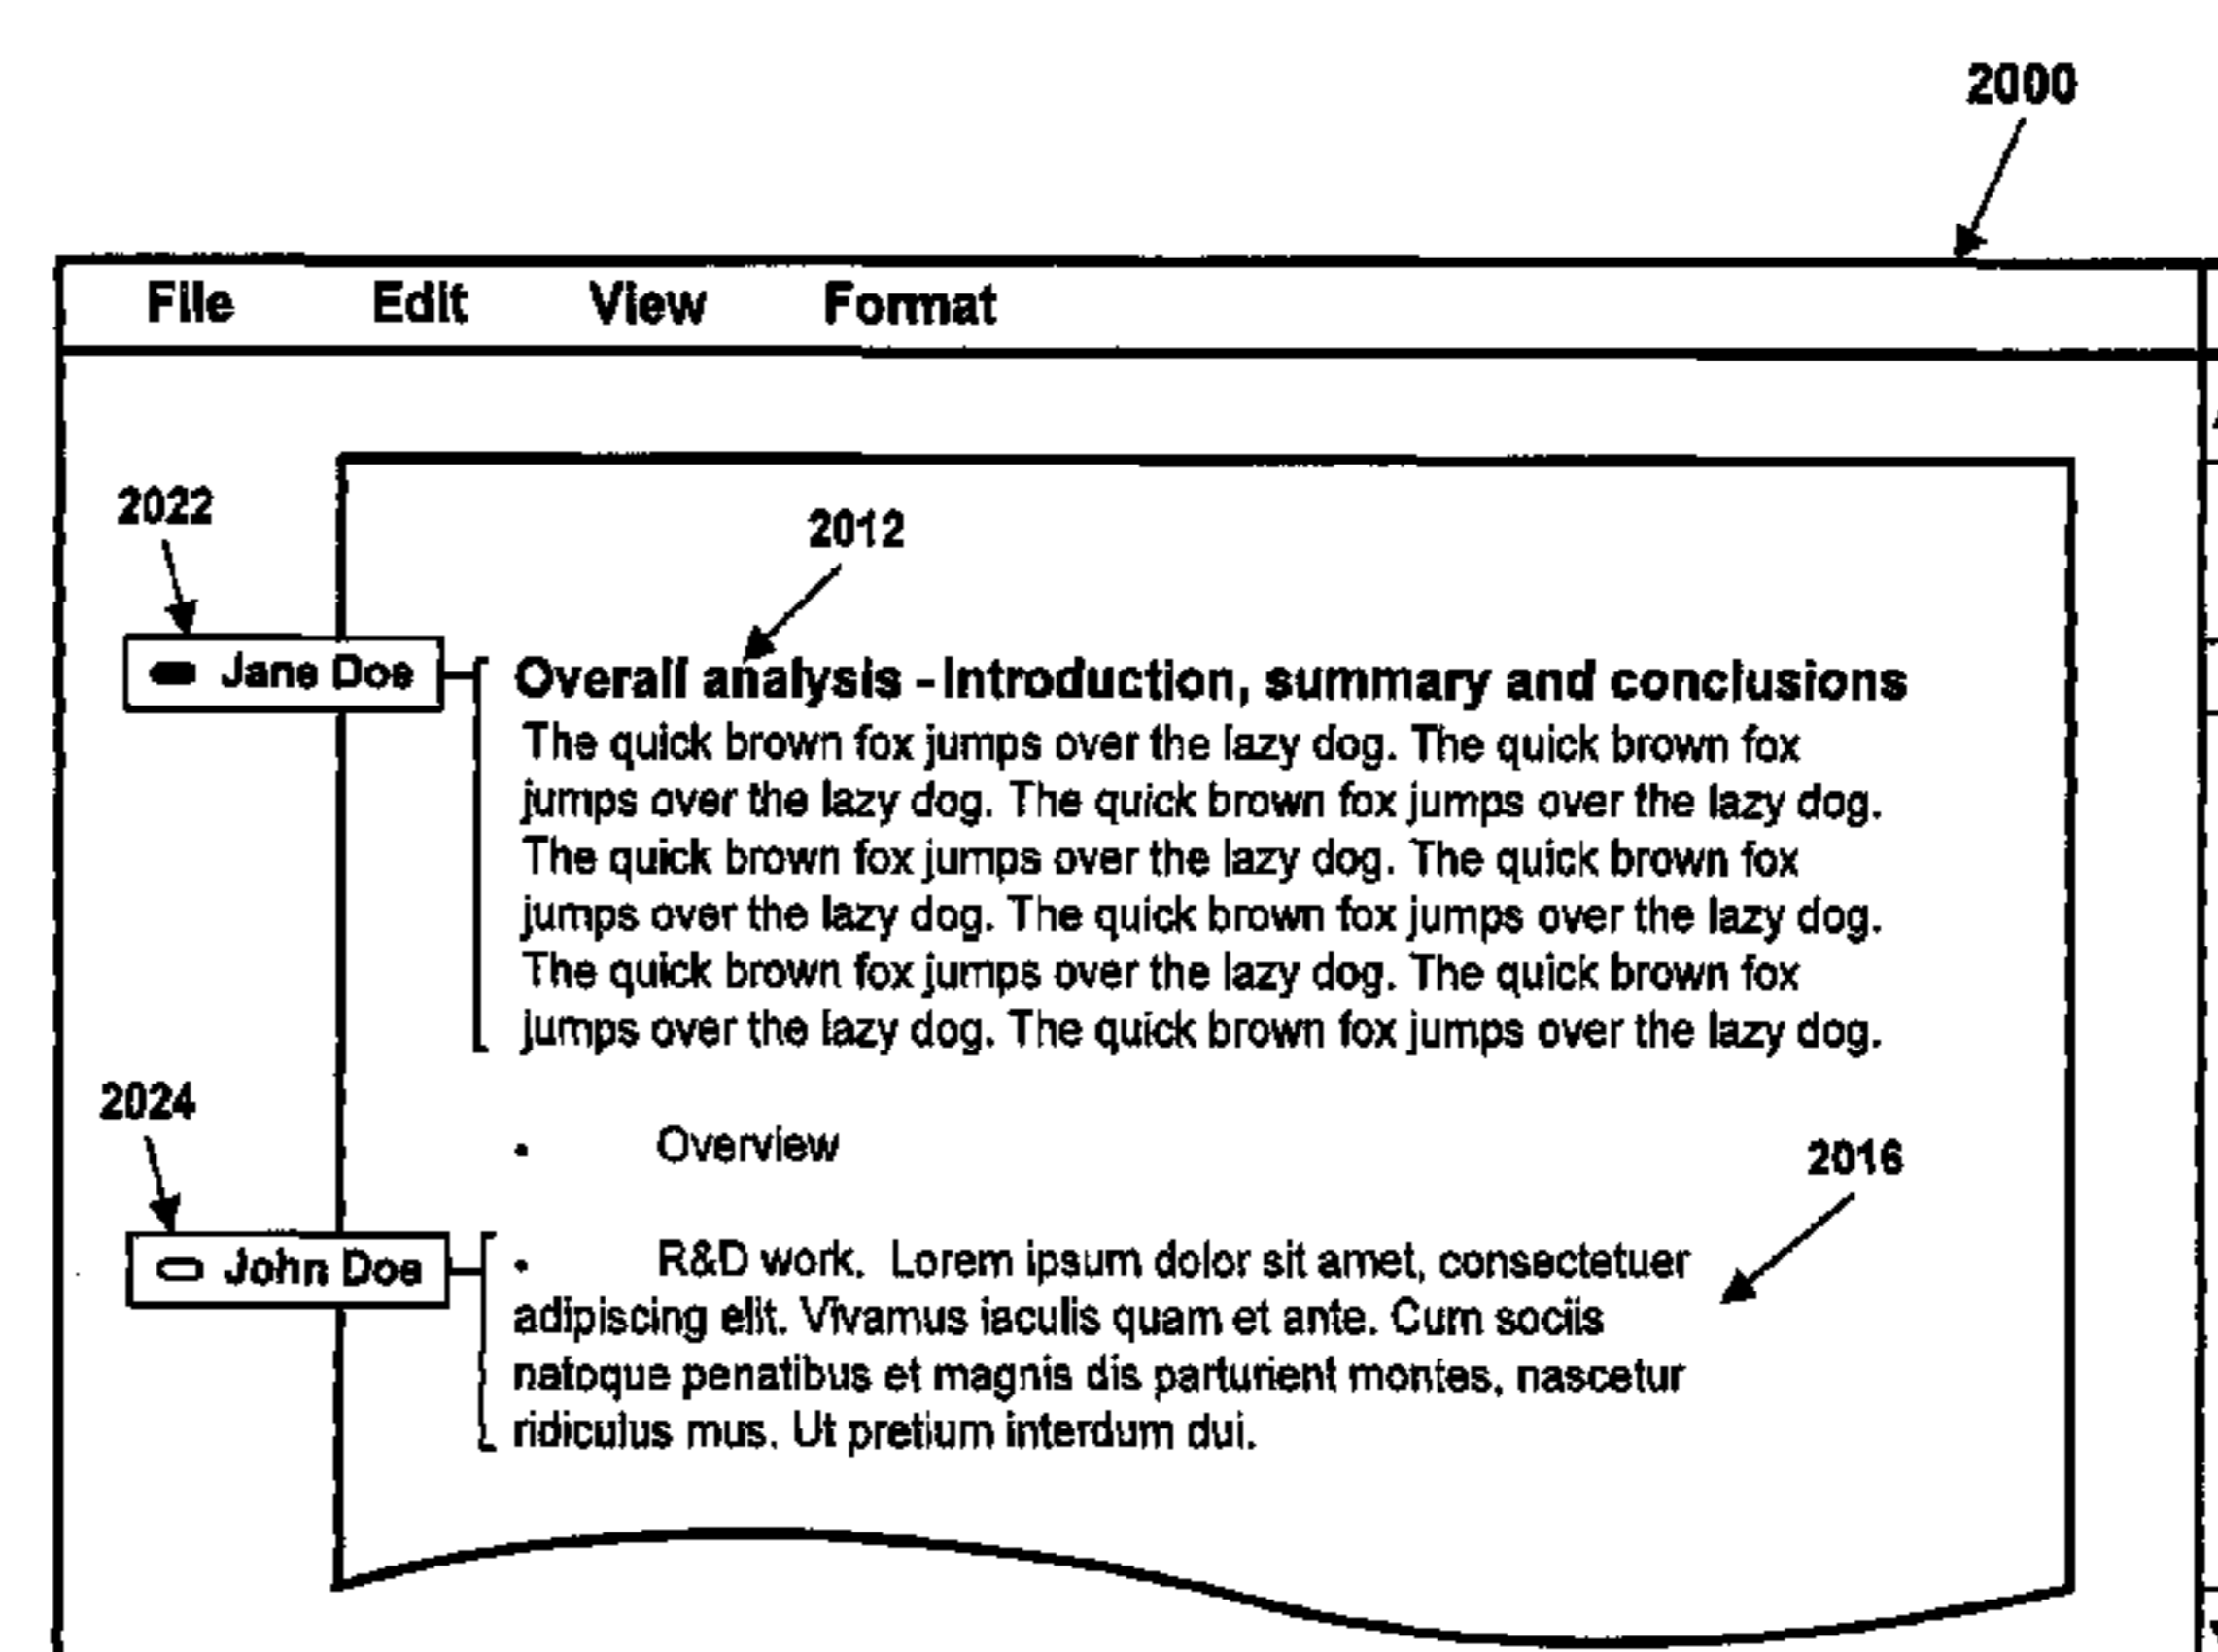 2000
File Edit View Format
2022
2012
Jane Doe
Overall analysis - Introduction, summary and conclusions
The quick brown fox jumps over the lazy dog. The quick brown fox
jumps over the lazy dog. The quick brown fox jumps over the lazy dog.
The quick brown fox jumps over the lazy dog. The quick brown fox
jumps over the lazy dog. The quick brown fox jumps over the lazy dog.
The quick brown fox jumps over the lazy dog. The quick brown fox
jumps over the lazy dog. The quick brown fox jumps over the lazy dog.
2024
• Overview
2016
John Doe
• R&D work. Lorem ipsum dolor sit amet, consectetuer
adipiscing elit. Vivamus iaculis quam et ante. Cum sociis
natoque penatibus et magnis dis parturient montes, nascetur
ridiculus mus. Ut pretium interdum dui.